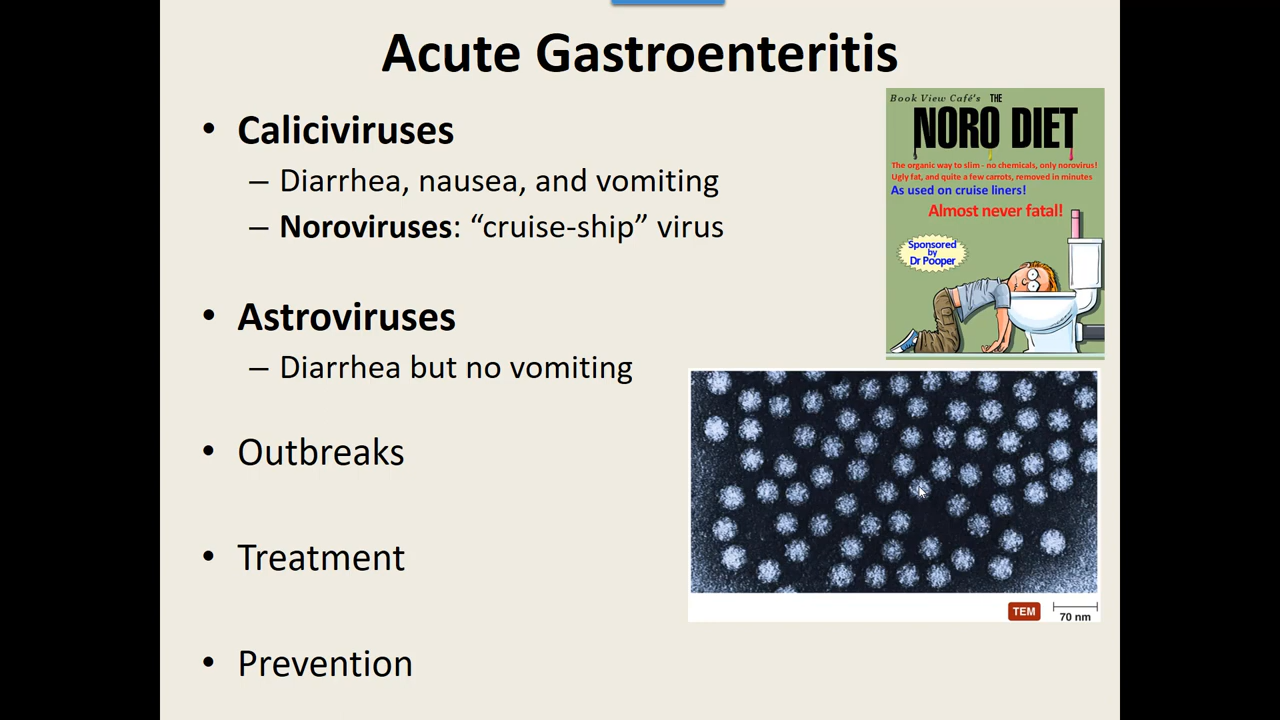 Acute Gastroenteritis
• Caliciviruses
– Diarrhea, nausea, and vomiting
– Noroviruses: “cruise-ship” virus
• Astroviruses
– Diarrhea but no vomiting
• Outbreaks
• Treatment
• Prevention
Book View Café's THE
NORO DIET
The organic way to slim - no chemicals, only norovirus!
Ugly fat, and quite a few carrots, removed in minutes
As used on cruise liners!
Almost never fatal!
Sponsored
by
Dr Pooper
TEM
70 nm